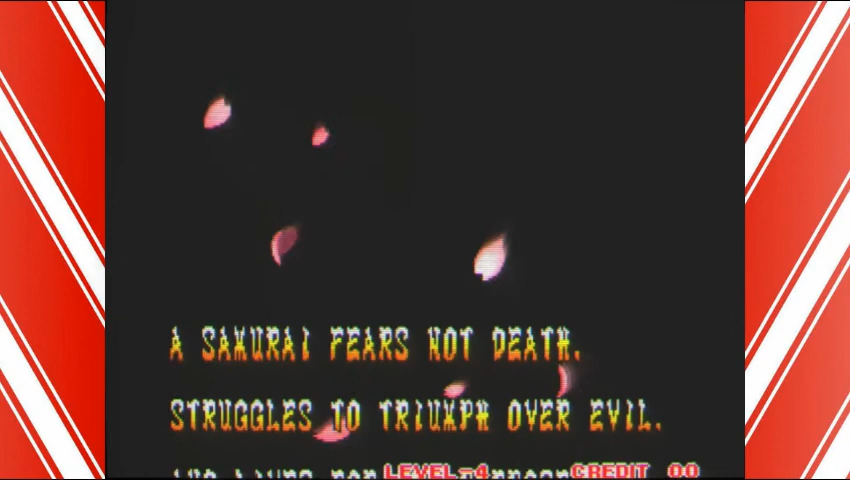 A SAMURAI FEARS NOT DEATH.
STRUGGLES TO TRIUMPH OVER EVIL.
LEVEL-4 CREDIT 00